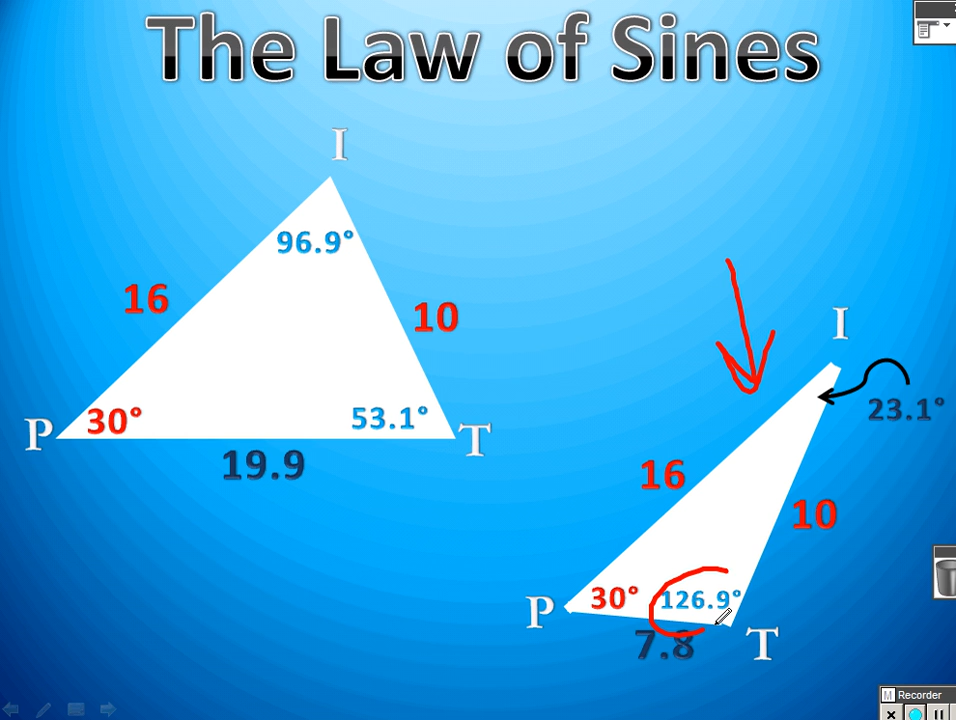 The Law of Sines
I
96.9°
16
10
P
30°
53.1°
T
19.9
I
23.1°
16
10
P
30°
126.9°
7.8
T
Recorder